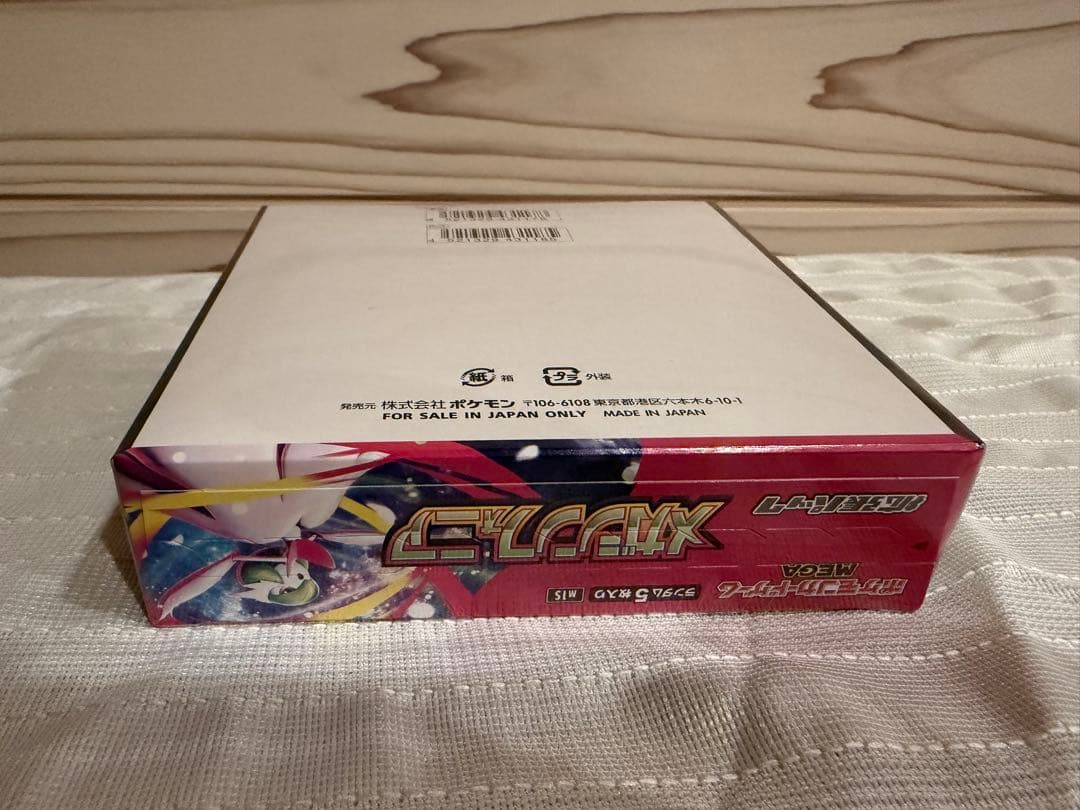 4 521329 431168
紙 箱 プラ 外装
発売元 株式会社 ポケモン 〒106-6108 東京都港区六本木6-10-1
FOR SALE IN JAPAN ONLY MADE IN JAPAN
ポケモンカードゲーム
MEGA
拡張パック
メガシンフォニア
ランダム5枚入り M1S